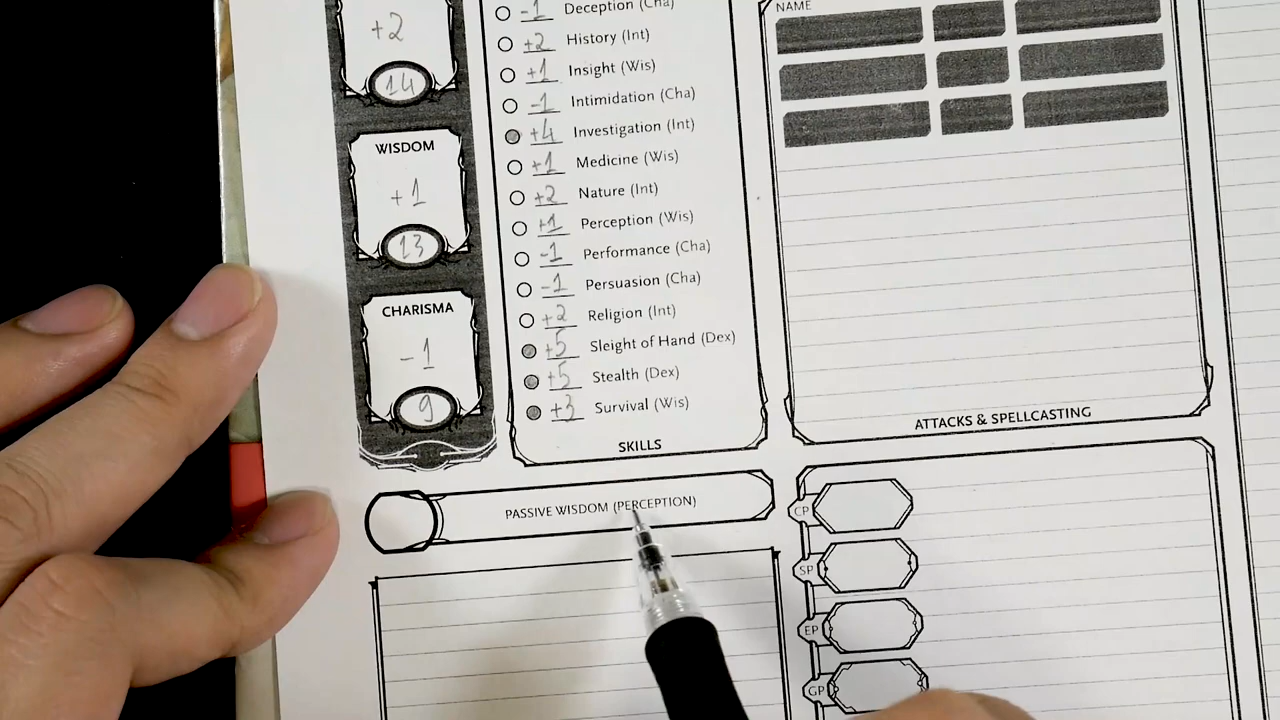 +2
14
WISDOM
+1
13
CHARISMA
-1
9
-1 Deception (Cha)
+2 History (Int)
+1 Insight (Wis)
-1 Intimidation (Cha)
+4 Investigation (Int)
+1 Medicine (Wis)
+2 Nature (Int)
+1 Perception (Wis)
-1 Performance (Cha)
-1 Persuasion (Cha)
+2 Religion (Int)
+5 Sleight of Hand (Dex)
+5 Stealth (Dex)
+3 Survival (Wis)
SKILLS
PASSIVE WISDOM (PERCEPTION)
NAME
ATTACKS & SPELLCASTING
CP
SP
EP
GP